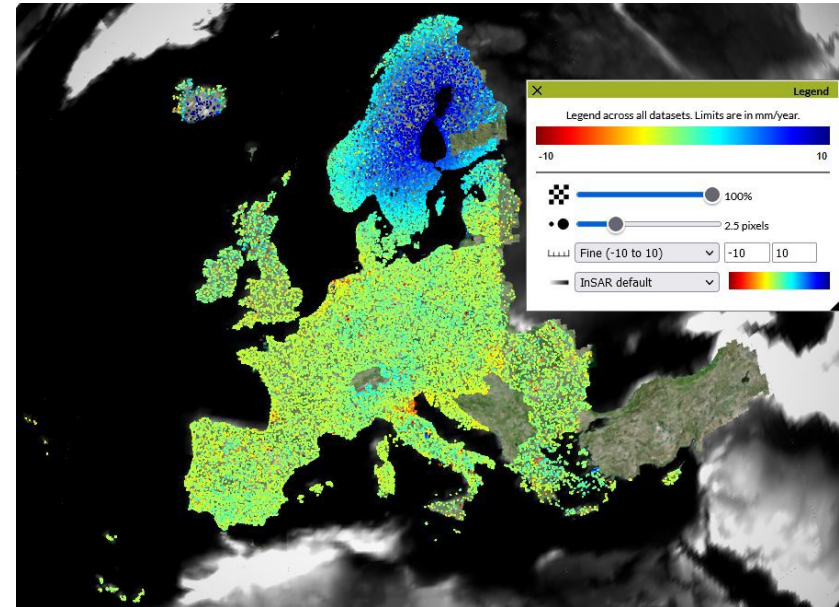 Legend
Legend across all datasets. Limits are in mm/year.
-10 10
100%
2.5 pixels
Fine (-10 to 10) -10 10
InSAR default